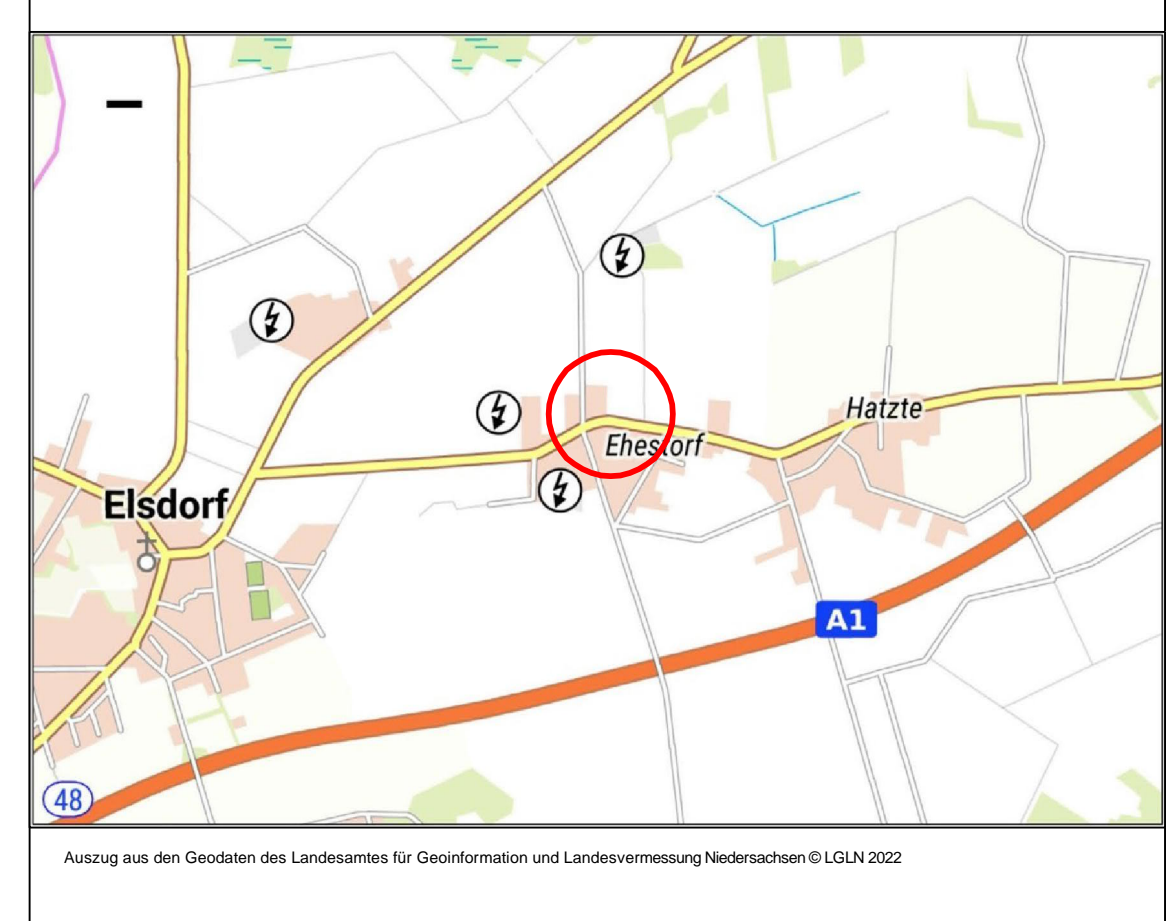 Hatzte
Ehestorf
Elsdorf
A1
48
Auszug aus den Geodaten des Landesamtes für Geoinformation und Landesvermessung Niedersachsen © LGLN 2022